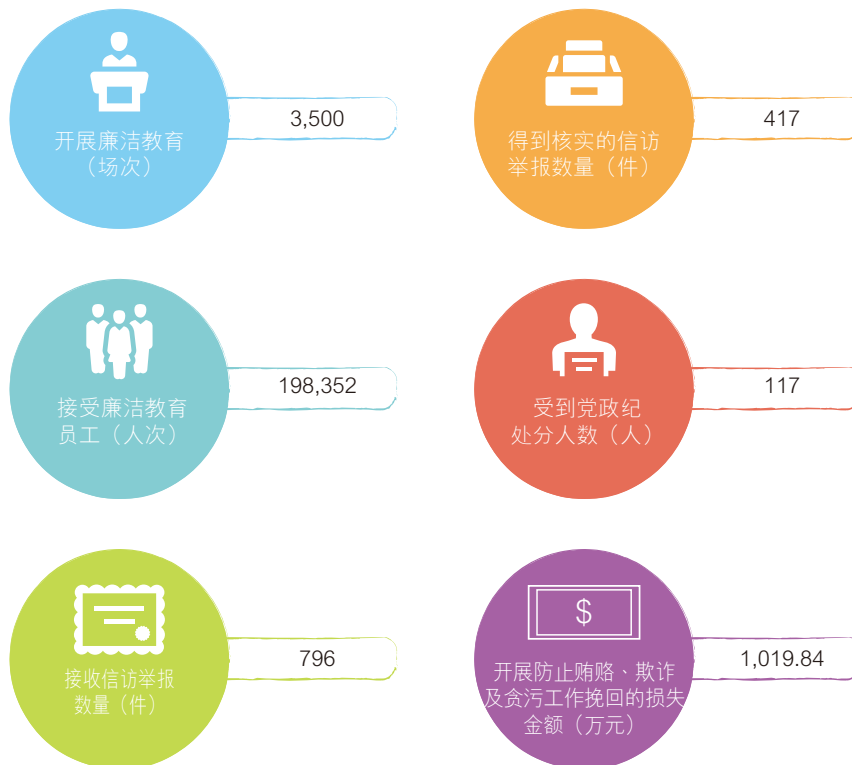 开展廉洁教育
（场次）
3,500
得到核实的信访
举报数量（件）
417
接受廉洁教育
员工（人次）
198,352
受到党政纪
处分人数（人）
117
接收信访举报
数量（件）
796
$
开展防止贿赂、欺诈
及贪污工作挽回的损失
金额（万元）
1,019.84